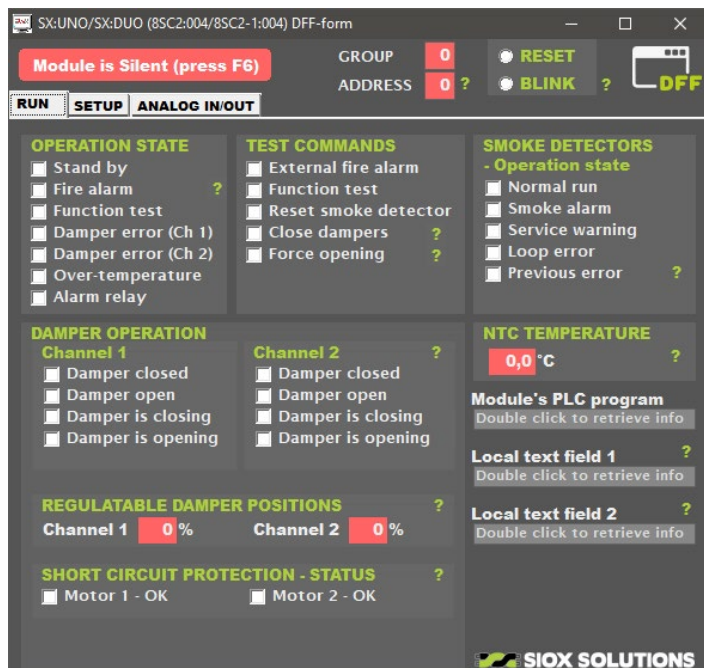 SX:UNO/SX:DUO (8SC2:004/8SC2-1:004) DFF-form
Module is Silent (press F6)
GROUP 0
ADDRESS 0 ?
RESET
BLINK ?
DFF
RUN SETUP ANALOG IN/OUT
OPERATION STATE
Stand by
Fire alarm ?
Function test
Damper error (Ch 1)
Damper error (Ch 2)
Over-temperature
Alarm relay
TEST COMMANDS
External fire alarm
Function test
Reset smoke detector
Close dampers ?
Force opening ?
SMOKE DETECTORS
- Operation state
Normal run
Smoke alarm
Service warning
Loop error
Previous error ?
DAMPER OPERATION
Channel 1
Damper closed
Damper open
Damper is closing
Damper is opening
Channel 2 ?
Damper closed
Damper open
Damper is closing
Damper is opening
NTC TEMPERATURE
0,0 °C ?
Module's PLC program
Double click to retrieve info
Local text field 1 ?
Double click to retrieve info
Local text field 2 ?
Double click to retrieve info
REGULATABLE DAMPER POSITIONS ?
Channel 1 0 % Channel 2 0 %
SHORT CIRCUIT PROTECTION - STATUS ?
Motor 1 - OK Motor 2 - OK
SIOX SOLUTIONS